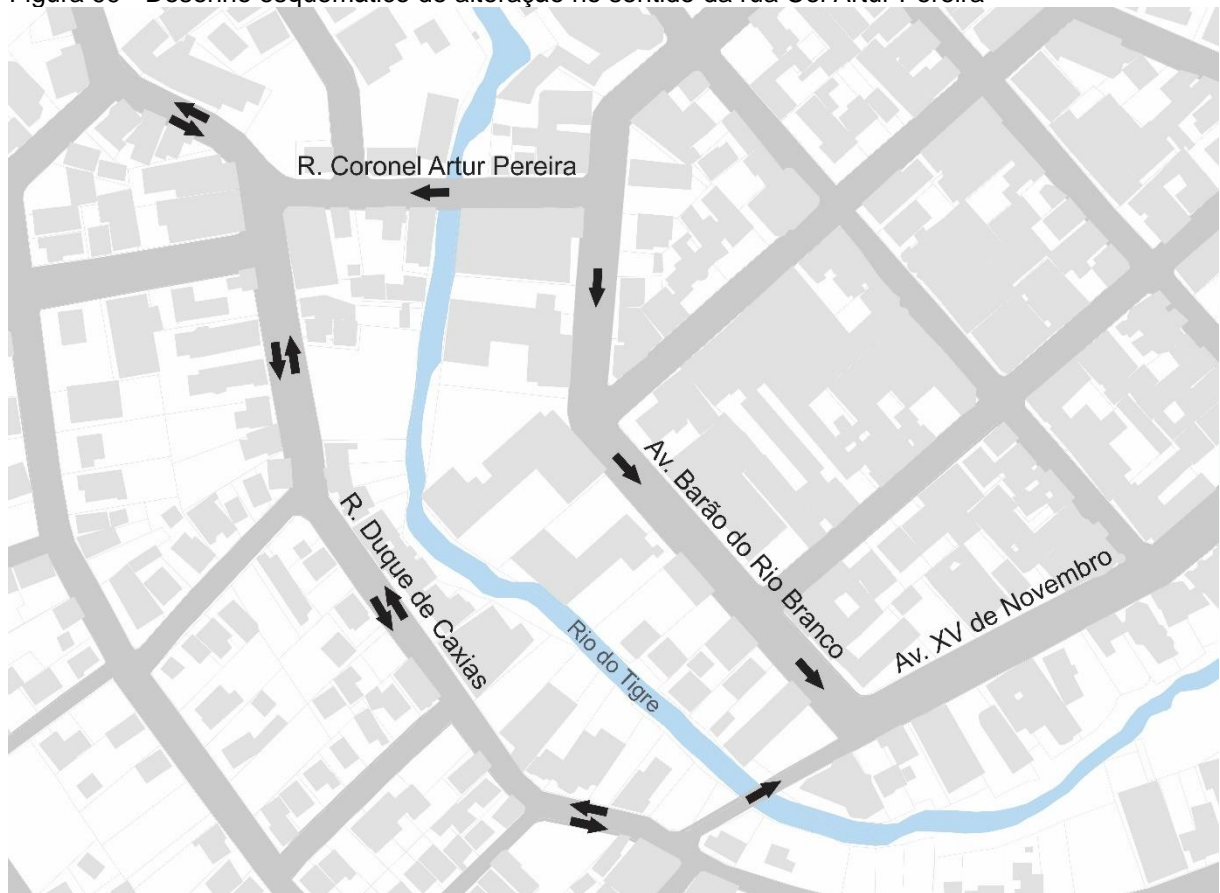 R. Coronel Artur Pereira
Av. Barão do Rio Branco
R. Duque de Caxias
Av. XV de Novembro
Rio do Tigre